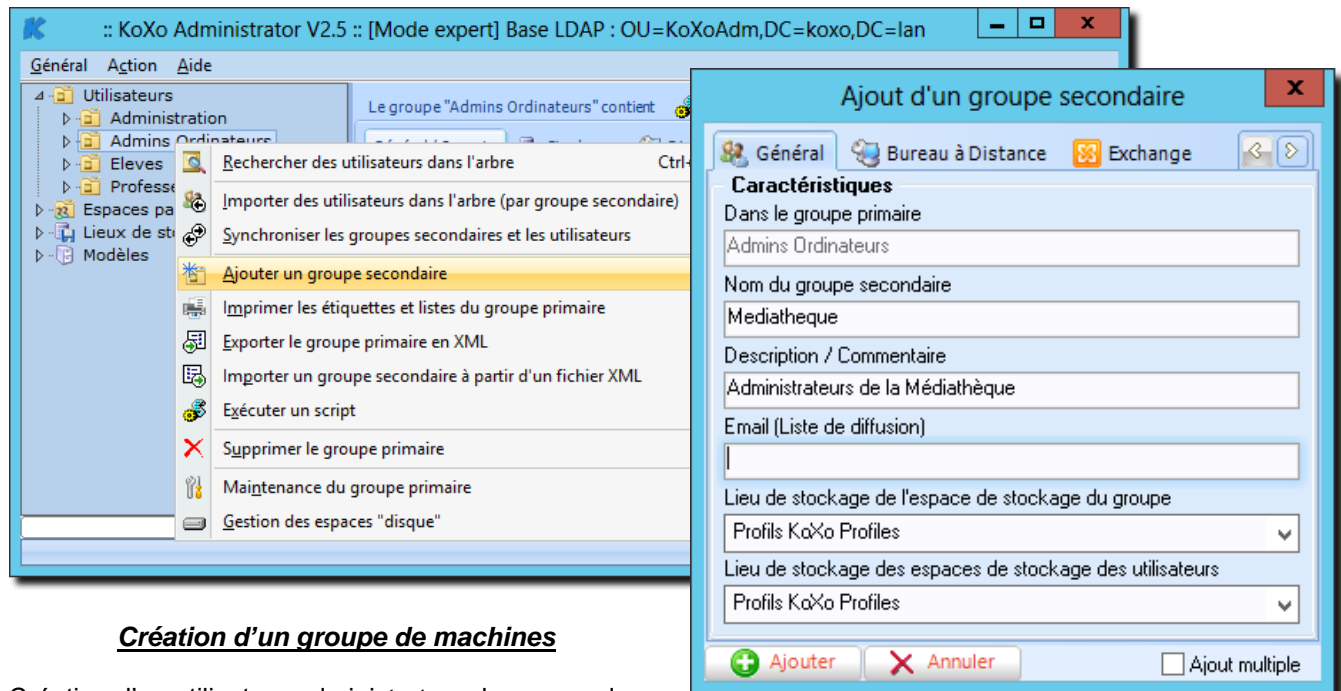 :: KoXo Administrator V2.5 :: [Mode expert] Base LDAP : OU=KoXoAdm,DC=koxo,DC=lan
Général Action Aide
Utilisateurs
Administration
Admins Ordinateurs
Eleves
Professe
Espaces pa
Lieux de st
Modèles
Le groupe "Admins Ordinateurs" contient
Rechercher des utilisateurs dans l'arbre Ctrl+
Importer des utilisateurs dans l'arbre (par groupe secondaire)
Synchroniser les groupes secondaires et les utilisateurs
Ajouter un groupe secondaire
Imprimer les étiquettes et listes du groupe primaire
Exporter le groupe primaire en XML
Importer un groupe secondaire à partir d'un fichier XML
Exécuter un script
Supprimer le groupe primaire
Maintenance du groupe primaire
Gestion des espaces "disque"
Ajout d'un groupe secondaire
Général Bureau à Distance Exchange
Caractéristiques
Dans le groupe primaire
Admins Ordinateurs
Nom du groupe secondaire
Mediatheque
Description / Commentaire
Administrateurs de la Médiathèque
Email (Liste de diffusion)
Lieu de stockage de l'espace de stockage du groupe
Profils KoXo Profiles
Lieu de stockage des espaces de stockage des utilisateurs
Profils KoXo Profiles
Ajouter Annuler Ajout multiple
Création d'un groupe de machines